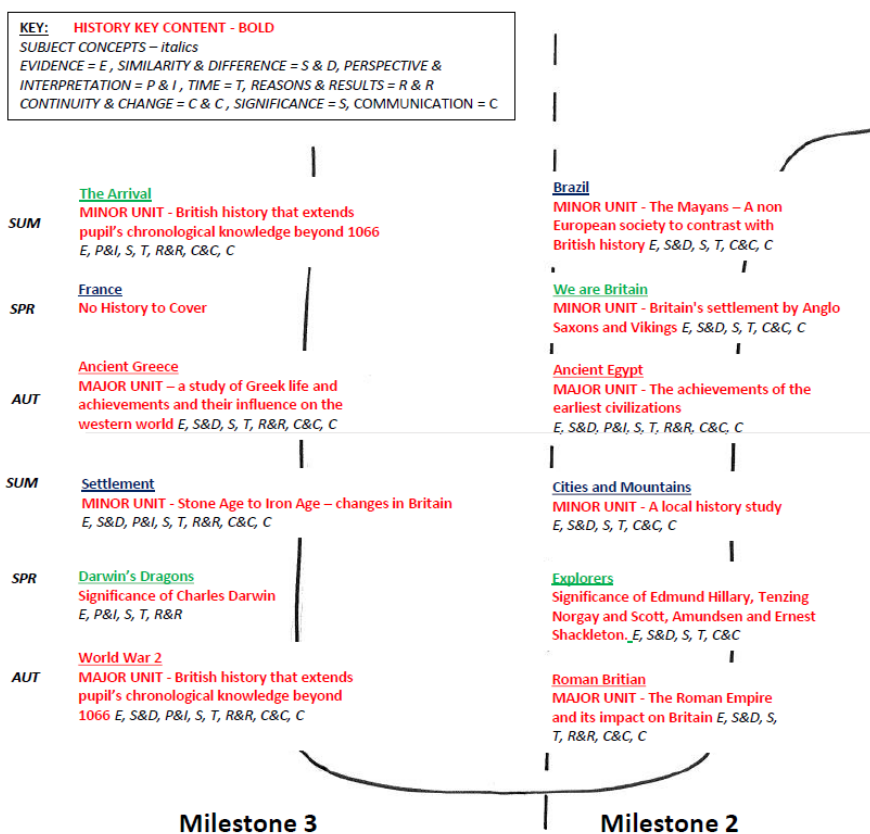 KEY: HISTORY KEY CONTENT - BOLD
SUBJECT CONCEPTS – italics
EVIDENCE = E , SIMILARITY & DIFFERENCE = S & D, PERSPECTIVE &
INTERPRETATION = P & I , TIME = T, REASONS & RESULTS = R & R
CONTINUITY & CHANGE = C & C , SIGNIFICANCE = S, COMMUNICATION = C
SUM
The Arrival
MINOR UNIT - British history that extends
pupil's chronological knowledge beyond 1066
E, P&I, S, T, R&R, C&C, C
SPR
France
No History to Cover
AUT
Ancient Greece
MAJOR UNIT – a study of Greek life and
achievements and their influence on the
western world E, S&D, S, T, R&R, C&C, C
SUM
Settlement
MINOR UNIT - Stone Age to Iron Age – changes in Britain
E, S&D, P&I, S, T, R&R, C&C, C
SPR
Darwin's Dragons
Significance of Charles Darwin
E, P&I, S, T, R&R
AUT
World War 2
MAJOR UNIT - British history that extends
pupil's chronological knowledge beyond
1066 E, S&D, P&I, S, T, R&R, C&C, C
Milestone 3
Brazil
MINOR UNIT - The Mayans – A non
European society to contrast with
British history E, S&D, S, T, C&C, C
We are Britain
MINOR UNIT - Britain's settlement by Anglo
Saxons and Vikings E, S&D, S, T, C&C, C
Ancient Egypt
MAJOR UNIT - The achievements of the
earliest civilizations
E, S&D, P&I, S, T, R&R, C&C, C
Cities and Mountains
MINOR UNIT - A local history study
E, S&D, S, T, C&C, C
Explorers
Significance of Edmund Hillary, Tenzing
Norgay and Scott, Amundsen and Ernest
Shackleton. E, S&D, S, T, C&C
Roman Britian
MAJOR UNIT - The Roman Empire
and its impact on Britain E, S&D, S,
T, R&R, C&C, C
Milestone 2